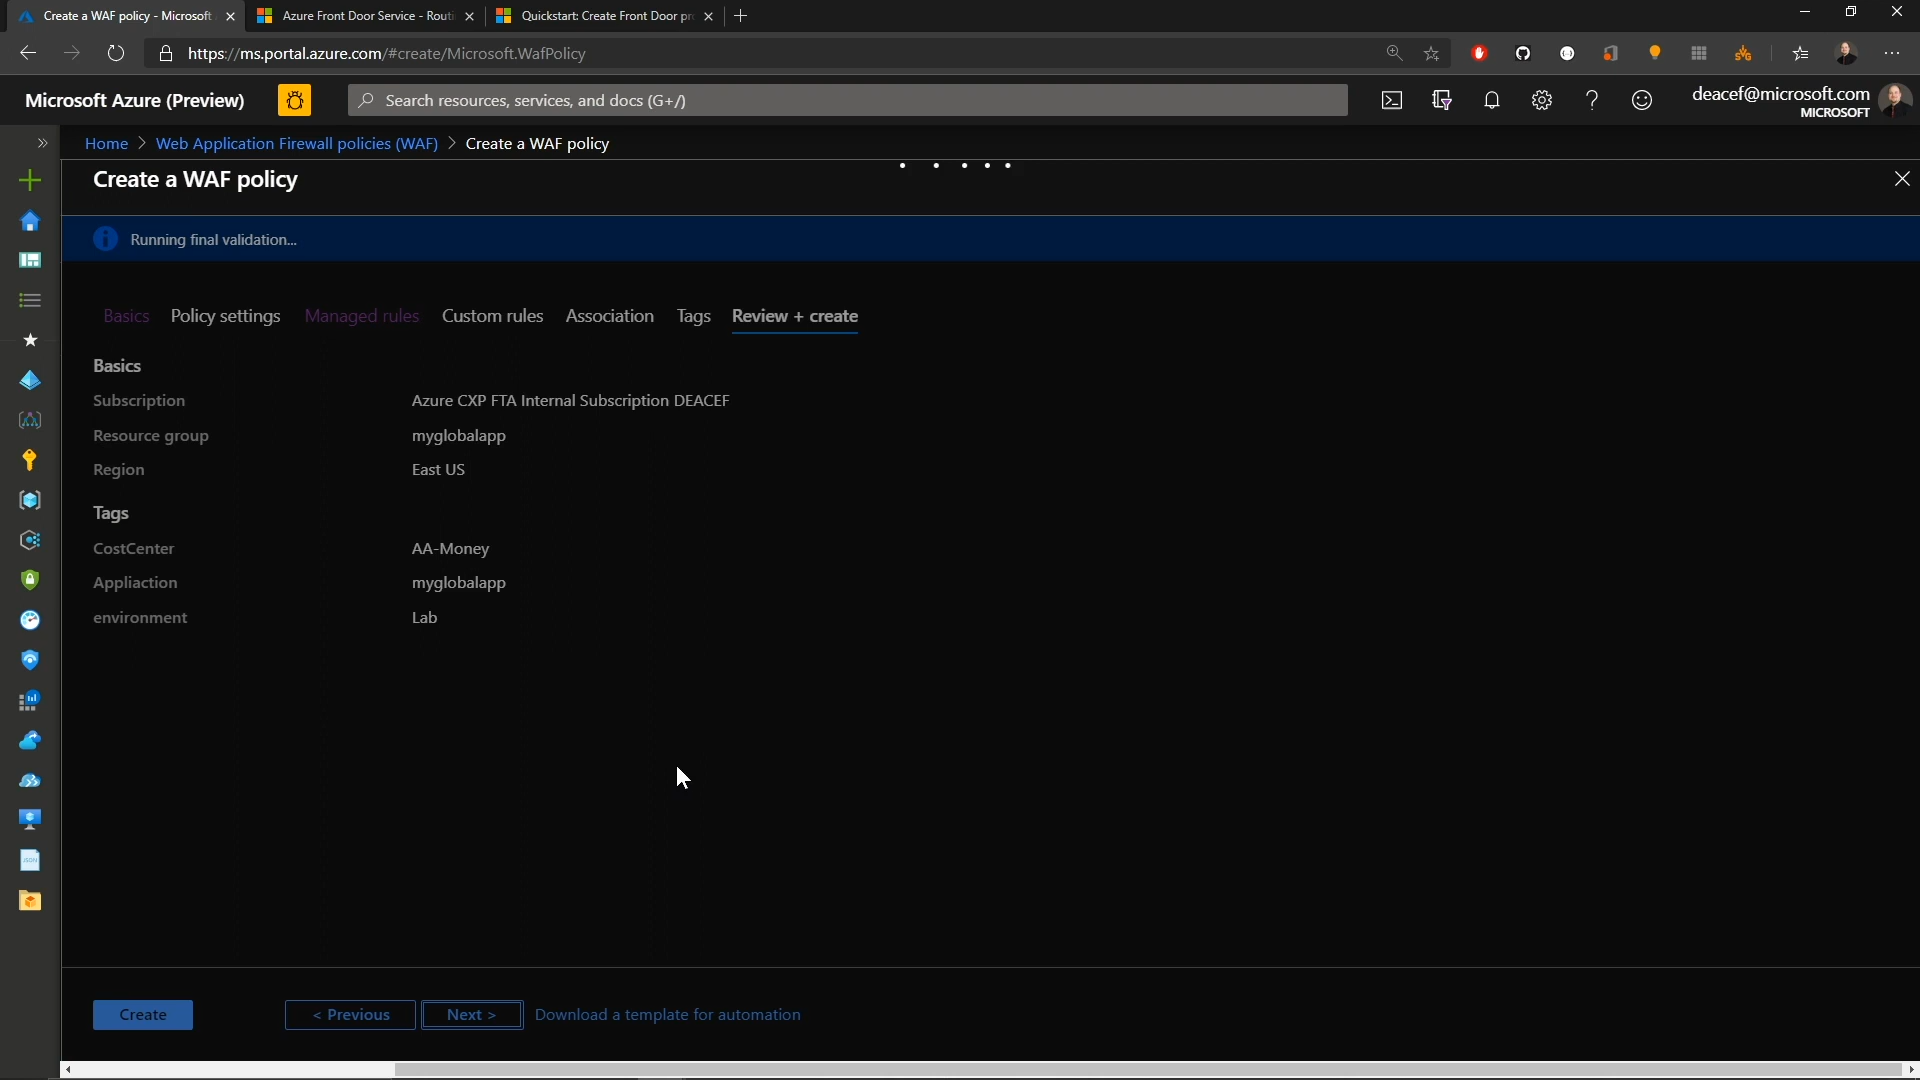 Create a WAF policy - Microsoft
Azure Front Door Service - Routi
Quickstart: Create Front Door pr
https://ms.portal.azure.com/#create/Microsoft.WafPolicy
Microsoft Azure (Preview)
Search resources, services, and docs (G+/)
deacef@microsoft.com
MICROSOFT
Home > Web Application Firewall policies (WAF) > Create a WAF policy
Create a WAF policy
Running final validation...
Basics Policy settings Managed rules Custom rules Association Tags Review + create
Basics
Subscription Azure CXP FTA Internal Subscription DEACEF
Resource group myglobalapp
Region East US
Tags
CostCenter AA-Money
Appliaction myglobalapp
environment Lab
Create < Previous Next > Download a template for automation